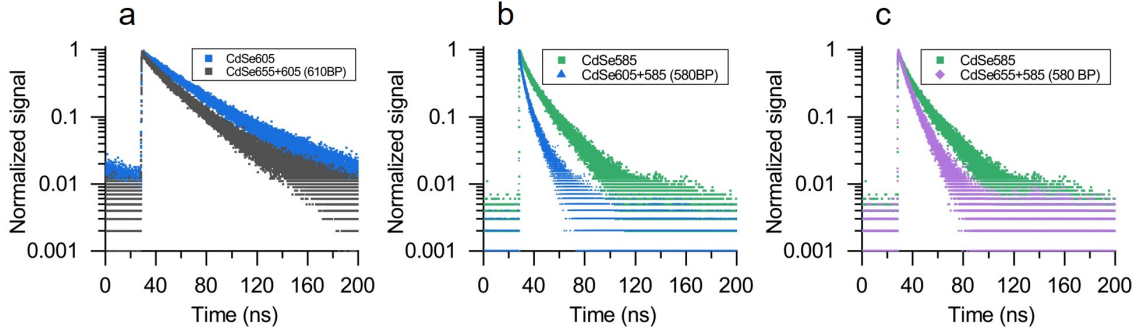 a
CdSe605
CdSe655+605 (610BP)
Normalized signal
1
0.1
0.01
0.001
0 40 80 120 160 200
Time (ns)
b
CdSe585
CdSe605+585 (580BP)
Normalized signal
1
0.1
0.01
0.001
0 40 80 120 160 200
Time (ns)
c
CdSe585
CdSe655+585 (580 BP)
Normalized signal
1
0.1
0.01
0.001
0 40 80 120 160 200
Time (ns)